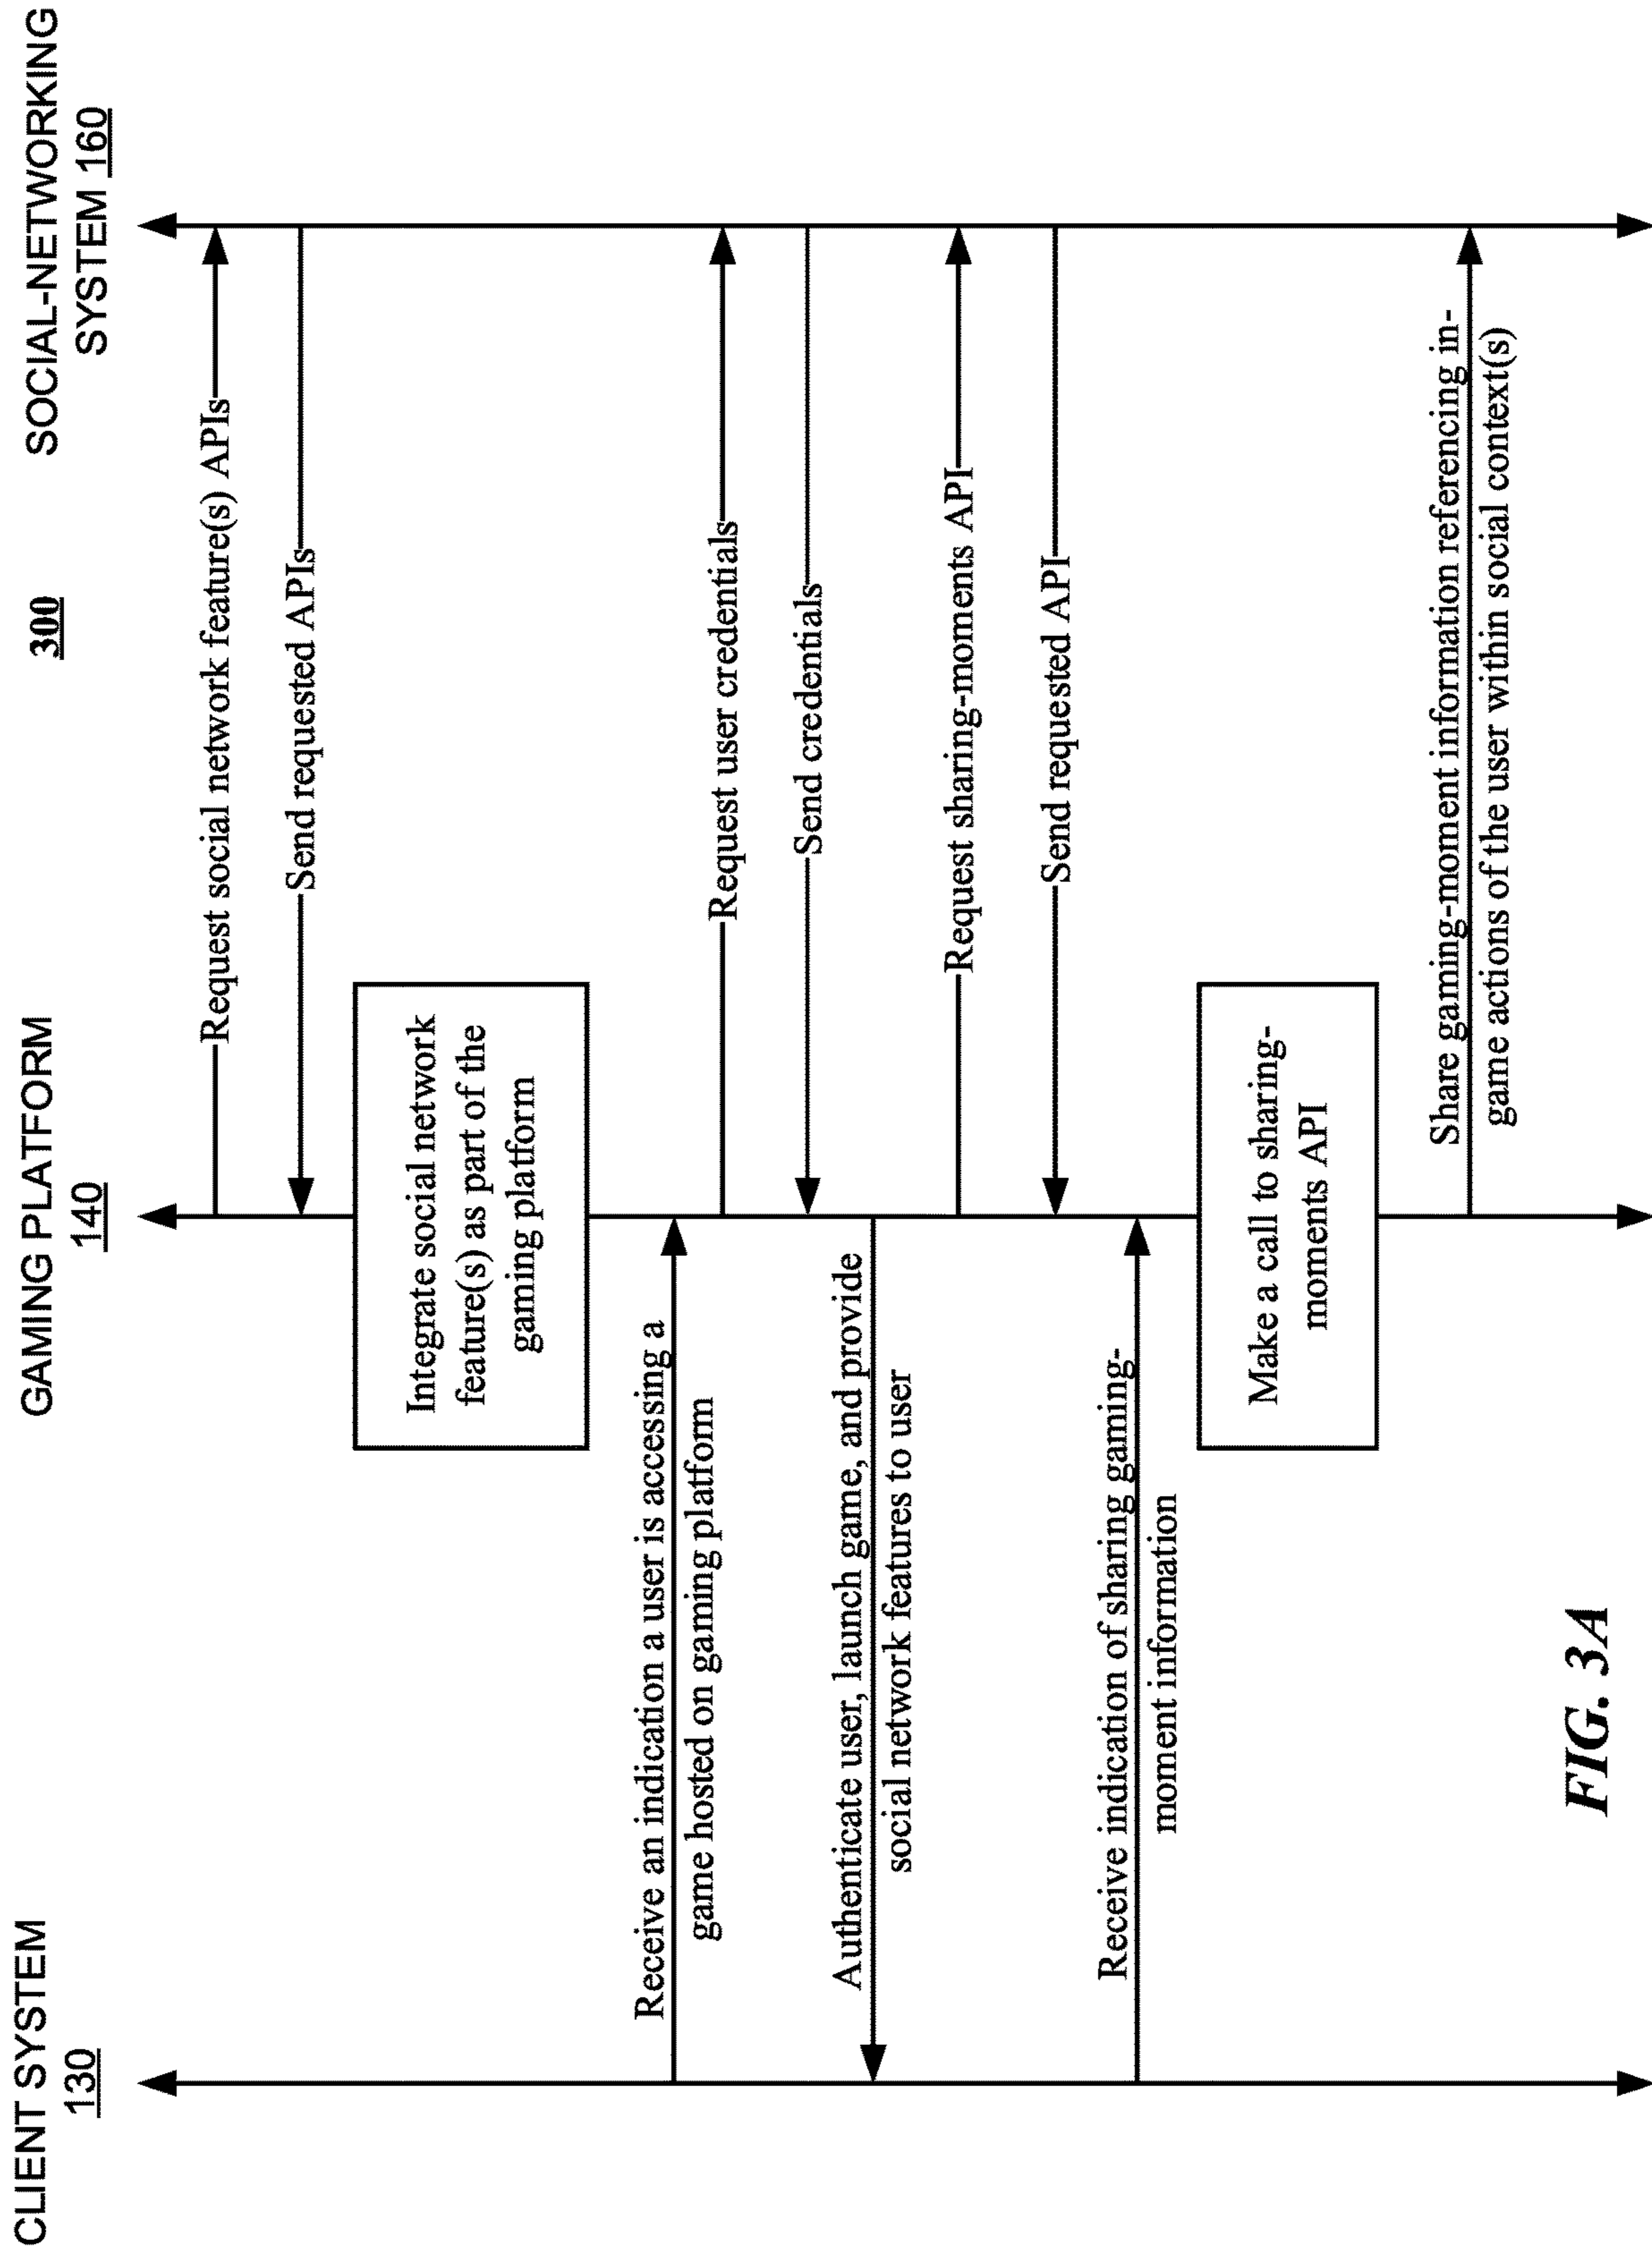 CLIENT SYSTEM
130
GAMING PLATFORM
140
300
SOCIAL-NETWORKING
SYSTEM 160
Request social network feature(s) APIs
Send requested APIs
Integrate social network
feature(s) as part of the
gaming platform
Receive an indication a user is accessing a
game hosted on gaming platform
Request user credentials
Send credentials
Authenticate user, launch game, and provide
social network features to user
Request sharing-moments API
Send requested API
Receive indication of sharing gaming-
moment information
Make a call to sharing-
moments API
Share gaming-moment information referencing in-
game actions of the user within social context(s)
FIG. 3A